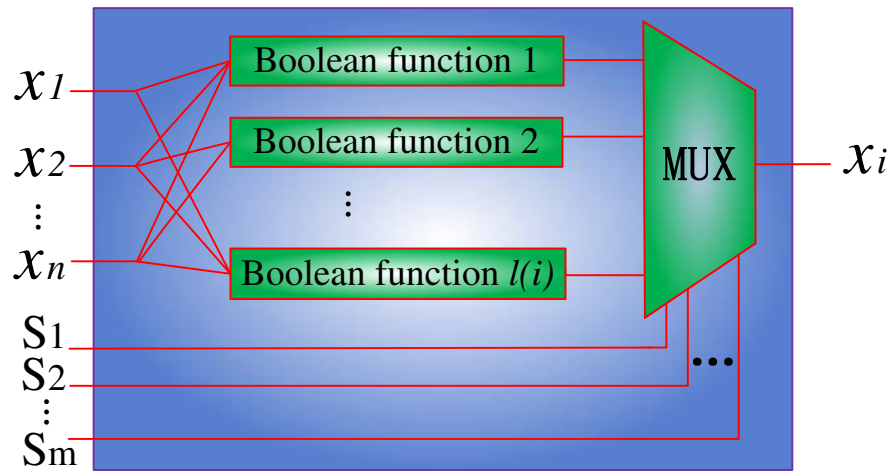 x1
x2
⋮
xn
S1
S2
⋮
Sm
Boolean function 1
Boolean function 2
⋮
Boolean function l(i)
MUX
...
xi